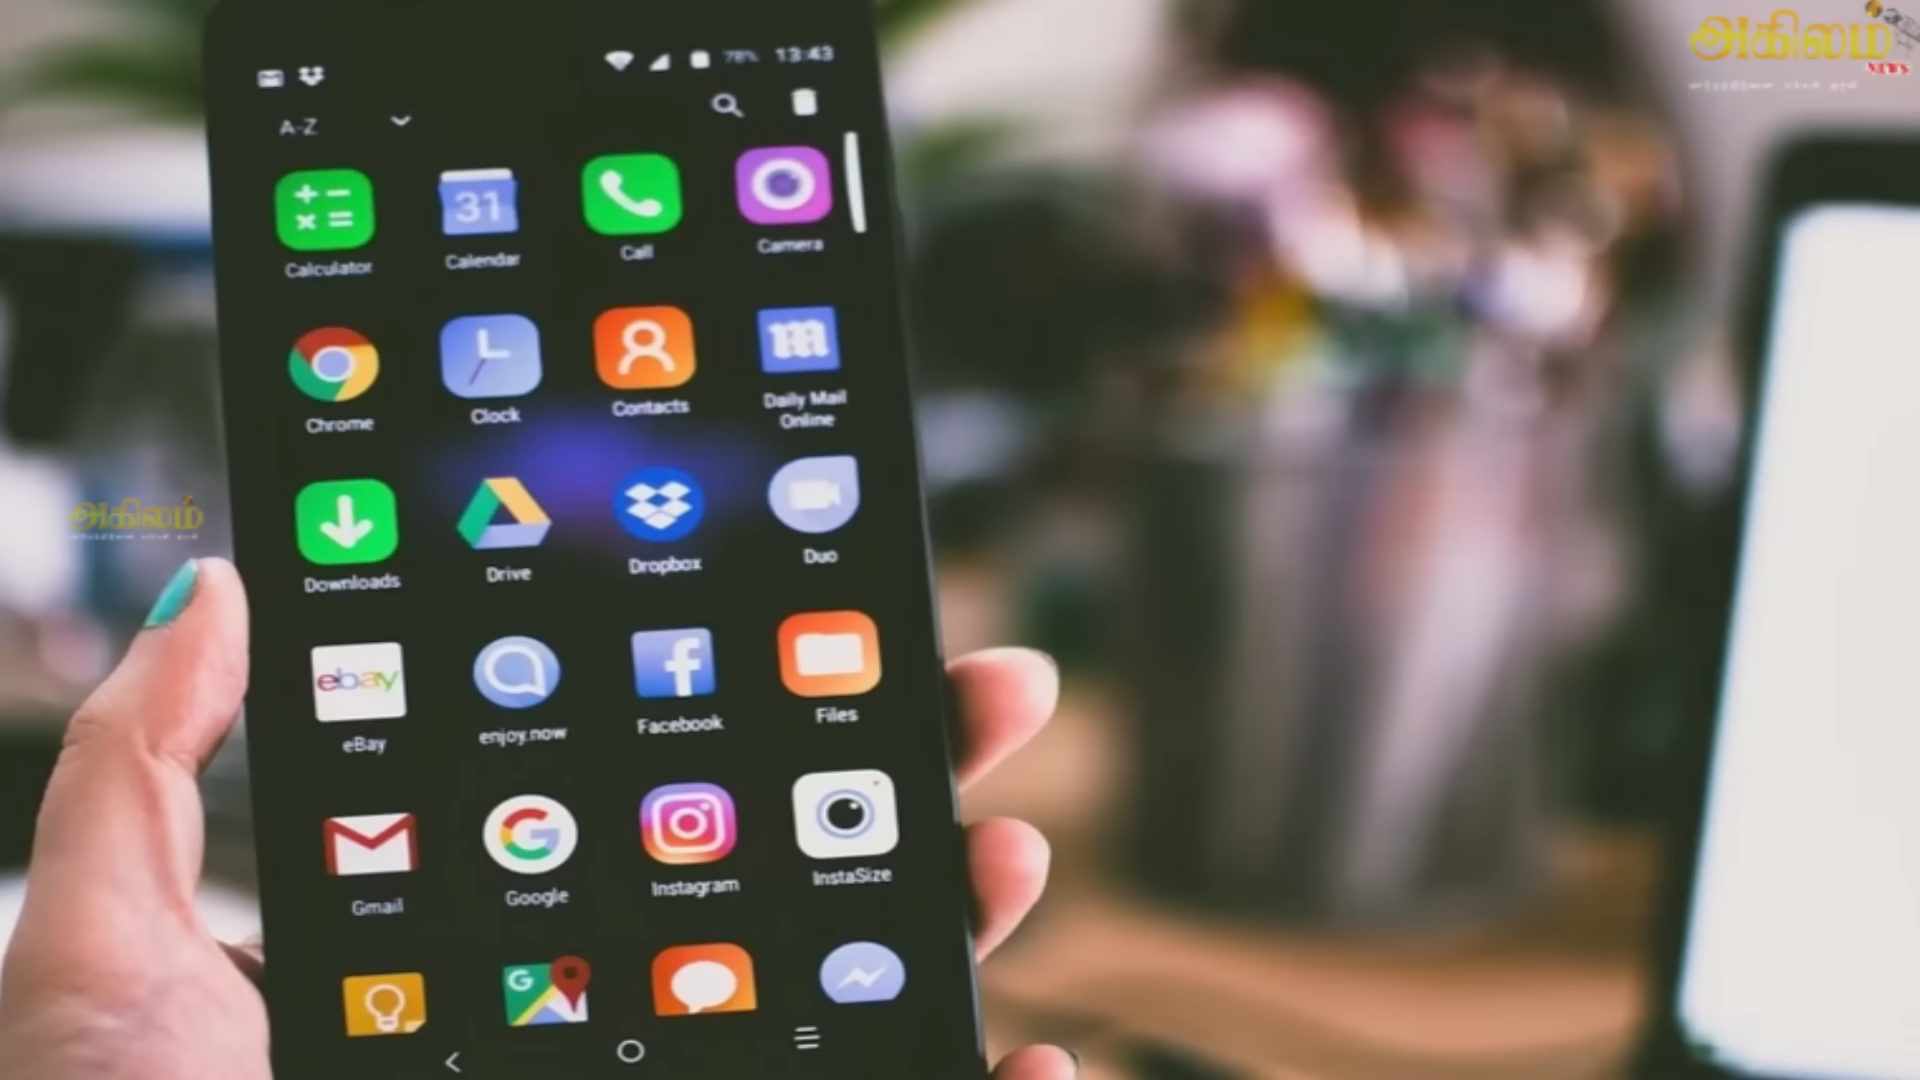 அகிலம்
NEWS
78% 13:43
A-Z
31
Calculator Calendar Call Camera
m
Chrome Clock Contacts Daily Mail
Online
அகிலம்
Downloads Drive Dropbox Duo
ebay f
eBay enjoy.now Facebook Files
G
Gmail Google Instagram InstaSize
G